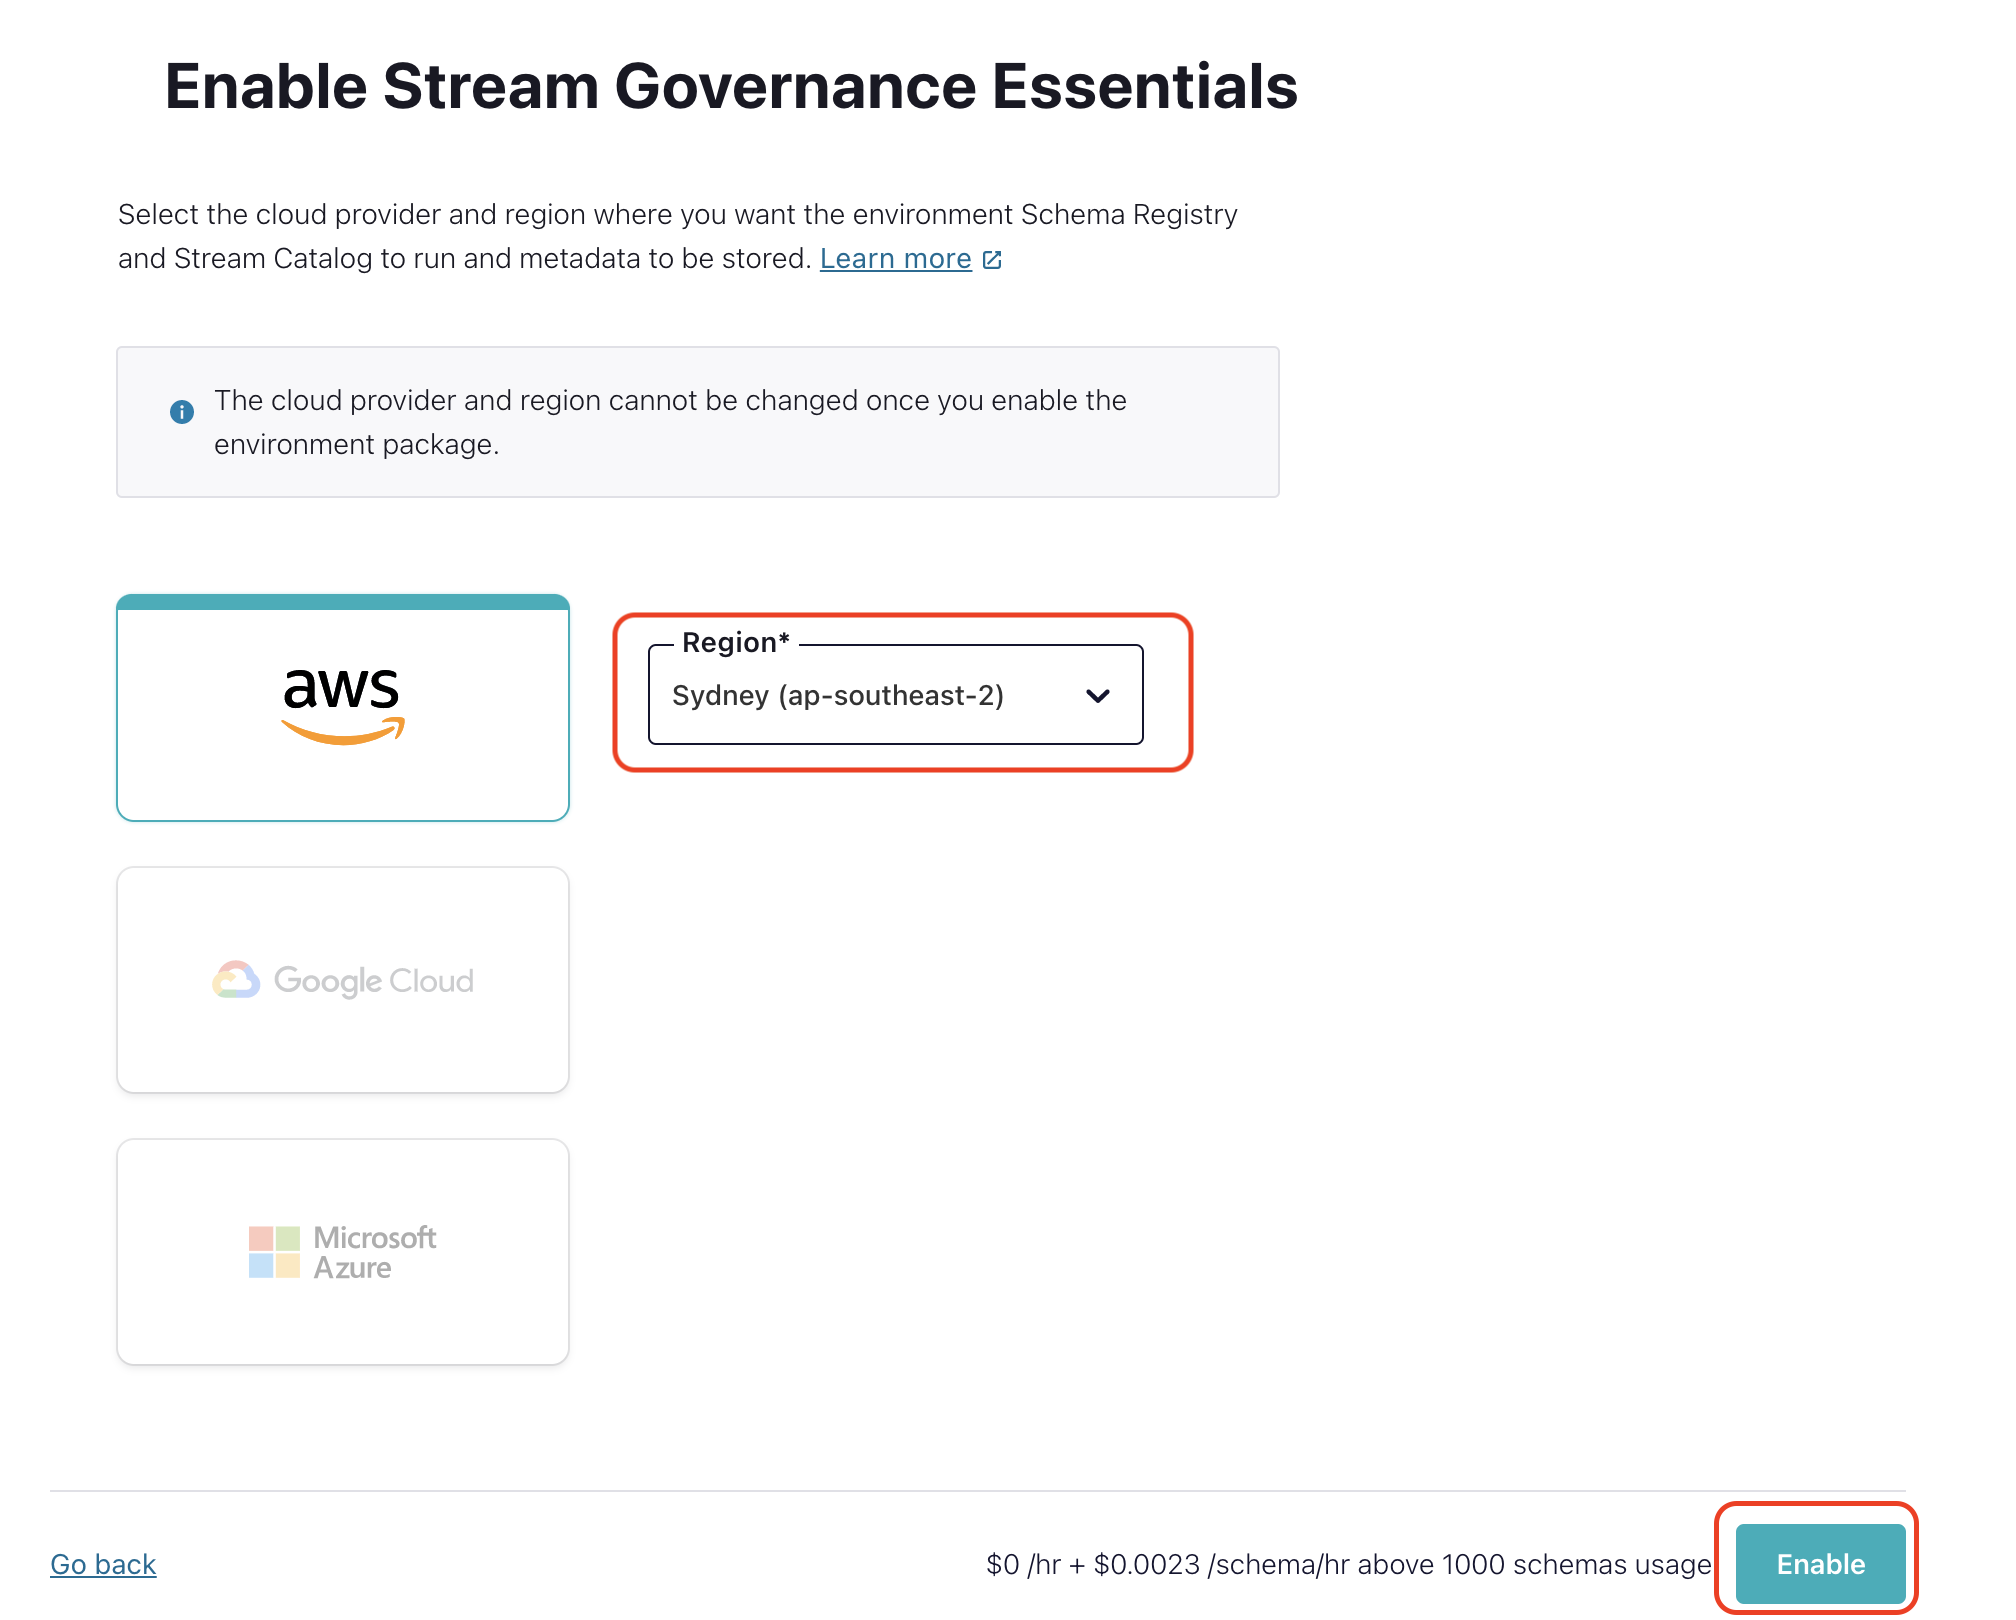 Enable Stream Governance Essentials
Select the cloud provider and region where you want the environment Schema Registry
and Stream Catalog to run and metadata to be stored. Learn more
The cloud provider and region cannot be changed once you enable the
environment package.
aws
Region*
Sydney (ap-southeast-2)
Google Cloud
Microsoft
Azure
Go back
$0 /hr + $0.0023 /schema/hr above 1000 schemas usage
Enable